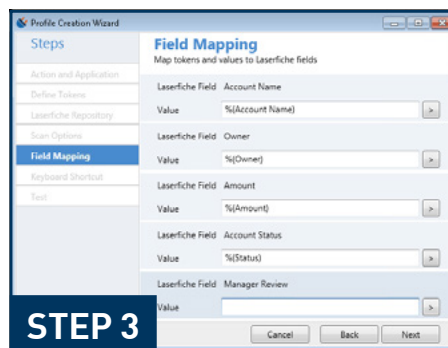 Profile Creation Wizard
Steps
Action and Application
Define Tokens
Laserfiche Repository
Scan Options
Field Mapping
Keyboard Shortcut
Test
Field Mapping
Map tokens and values to Laserfiche fields
Laserfiche Field Account Name
Value %(Account Name) >
Laserfiche Field Owner
Value %(Owner) >
Laserfiche Field Amount
Value %(Amount) >
Laserfiche Field Account Status
Value %(Status) >
Laserfiche Field Manager Review
Value >
Cancel Back Next
STEP 3